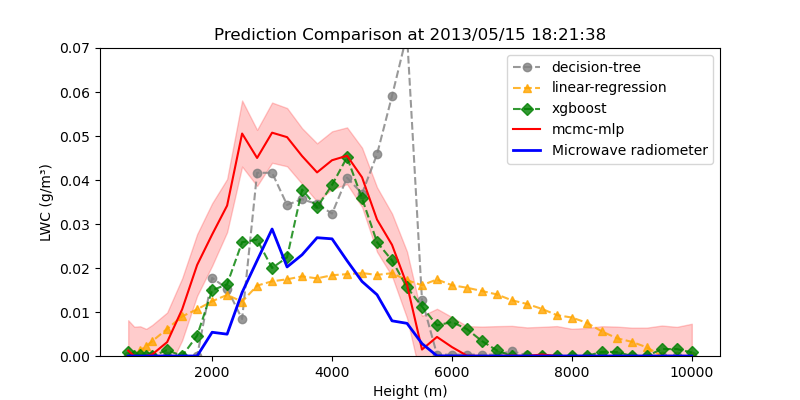 Prediction Comparison at 2013/05/15 18:21:38
0.07
0.06
0.05
0.04
0.03
0.02
0.01
0.00
LWC (g/m³)
decision-tree
linear-regression
xgboost
mcmc-mlp
Microwave radiometer
2000 4000 6000 8000 10000
Height (m)